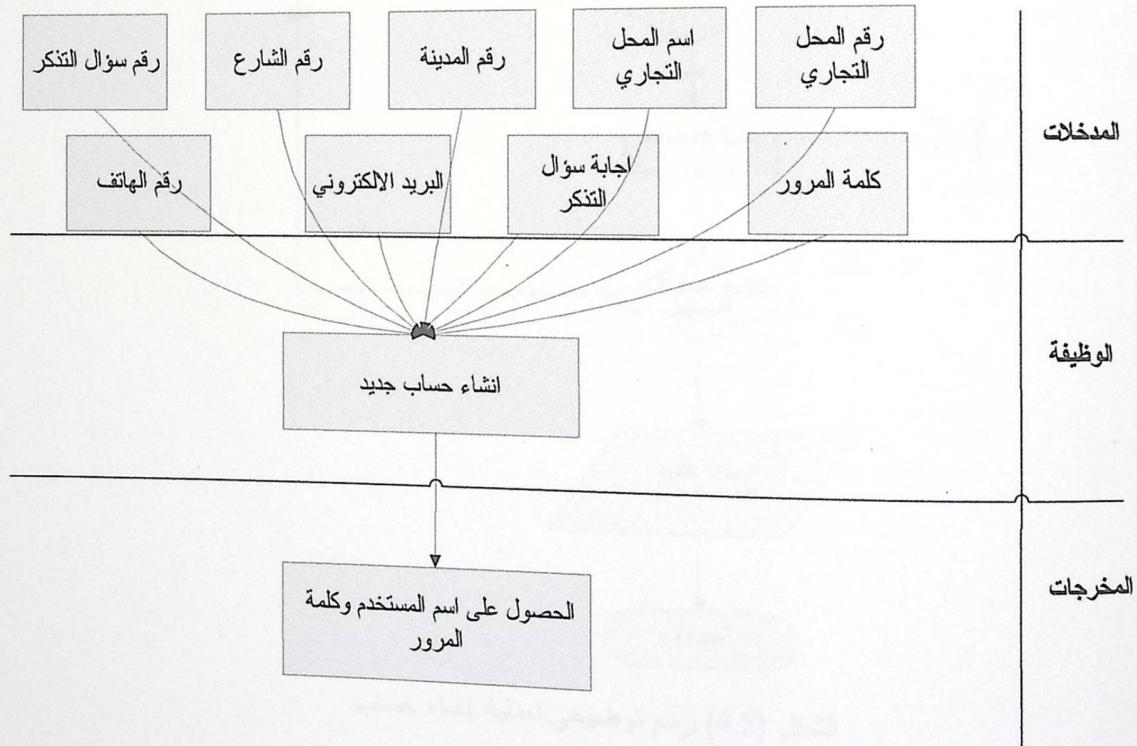 رقم المحل
التجاري
اسم المحل
التجاري
رقم المدينة
رقم الشارع
رقم سؤال التذكر
المدخلات
كلمة المرور
اجابة سؤال
التذكر
البريد الالكتروني
رقم الهاتف
الوظيفة
انشاء حساب جديد
المخرجات
الحصول على اسم المستخدم وكلمة
المرور